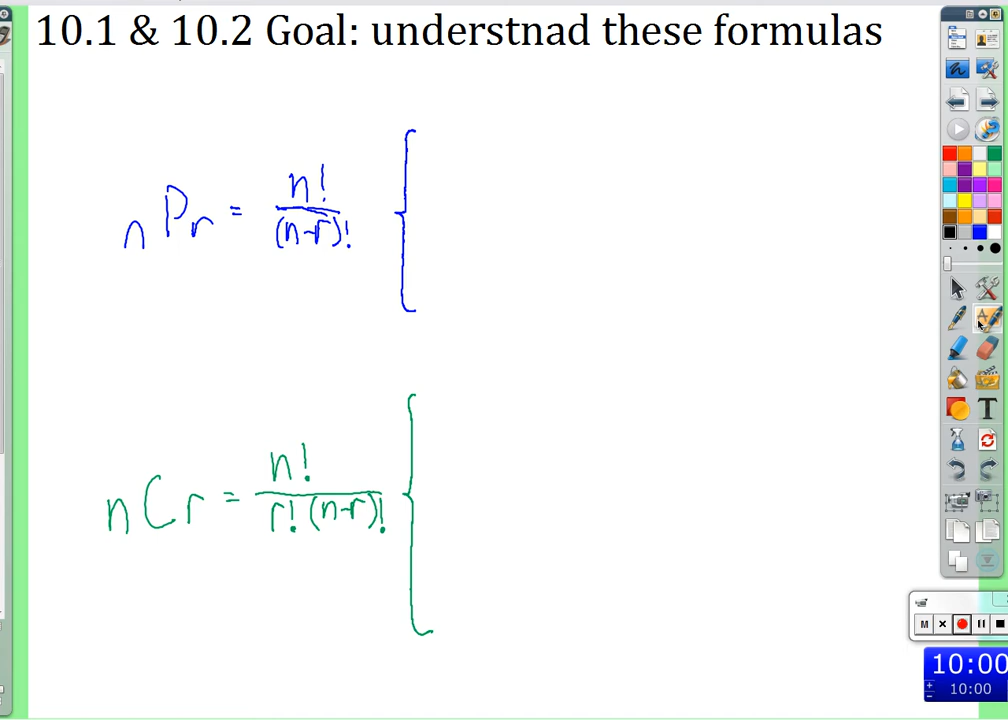 10.1 & 10.2 Goal: understnad these formulas
nPr = n!/(n-r)!
nCr = n!/r!(n-r)!
M
10:00
10:00